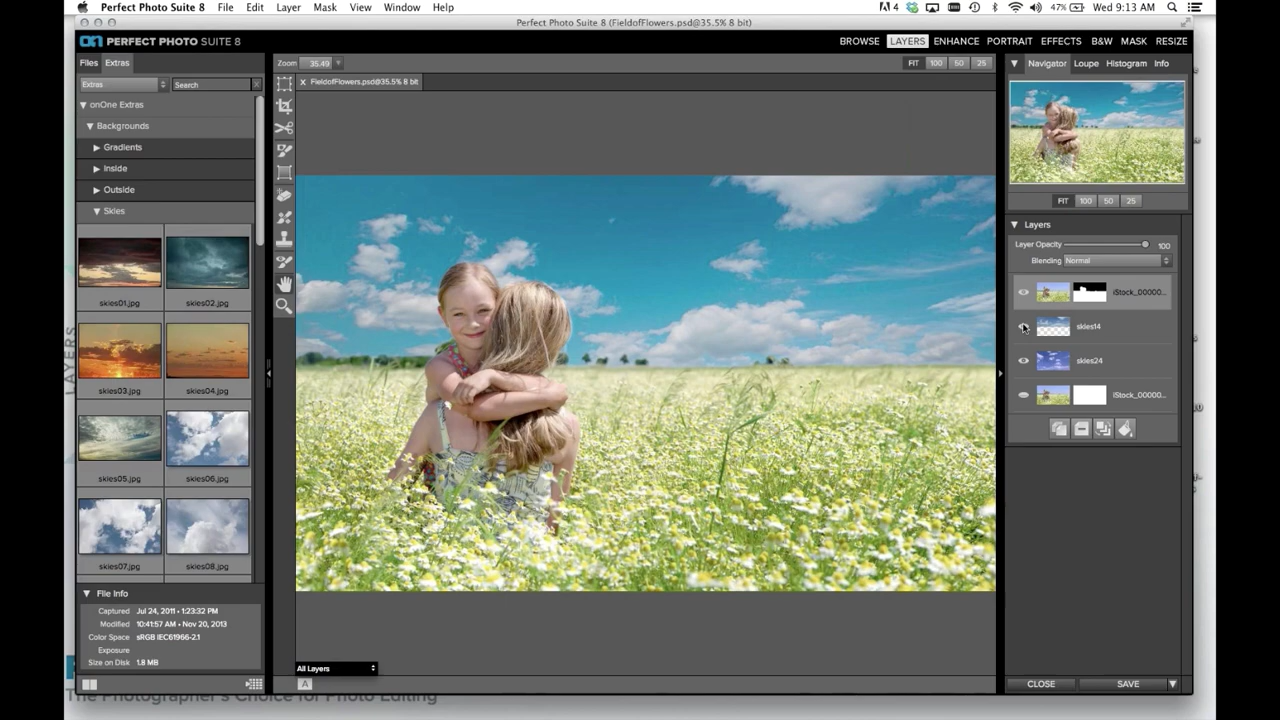 Perfect Photo Suite 8 File Edit Layer Mask View Window Help 4 47% Wed 9:13 AM
Perfect Photo Suite 8 (FieldofFlowers.psd@35.5% 8 bit)
on PERFECT PHOTO SUITE 8 BROWSE LAYERS ENHANCE PORTRAIT EFFECTS B&W MASK RESIZE
Files Extras Zoom 35.49 FIT 100 50 25 Navigator Loupe Histogram Info
Extras Search X FieldofFlowers.psd@35.5% 8 bit
onOne Extras
Backgrounds
Gradients
Inside
Outside
Skies
skies01.jpg skies02.jpg
skies03.jpg skies04.jpg
skies05.jpg skies06.jpg
skies07.jpg skies08.jpg
File Info
Captured Jul 24, 2011 • 1:23:32 PM
Modified 10:41:57 AM • Nov 20, 2013
Color Space sRGB IEC61966-2.1
Exposure
Size on Disk 1.8 MB
All Layers
A
FIT 100 50 25
Layers
Layer Opacity 100
Blending Normal
iStock_00000...
skies14
skies24
iStock_00000...
CLOSE SAVE
LAYERS
The Photographer's Choice for Photo Editing